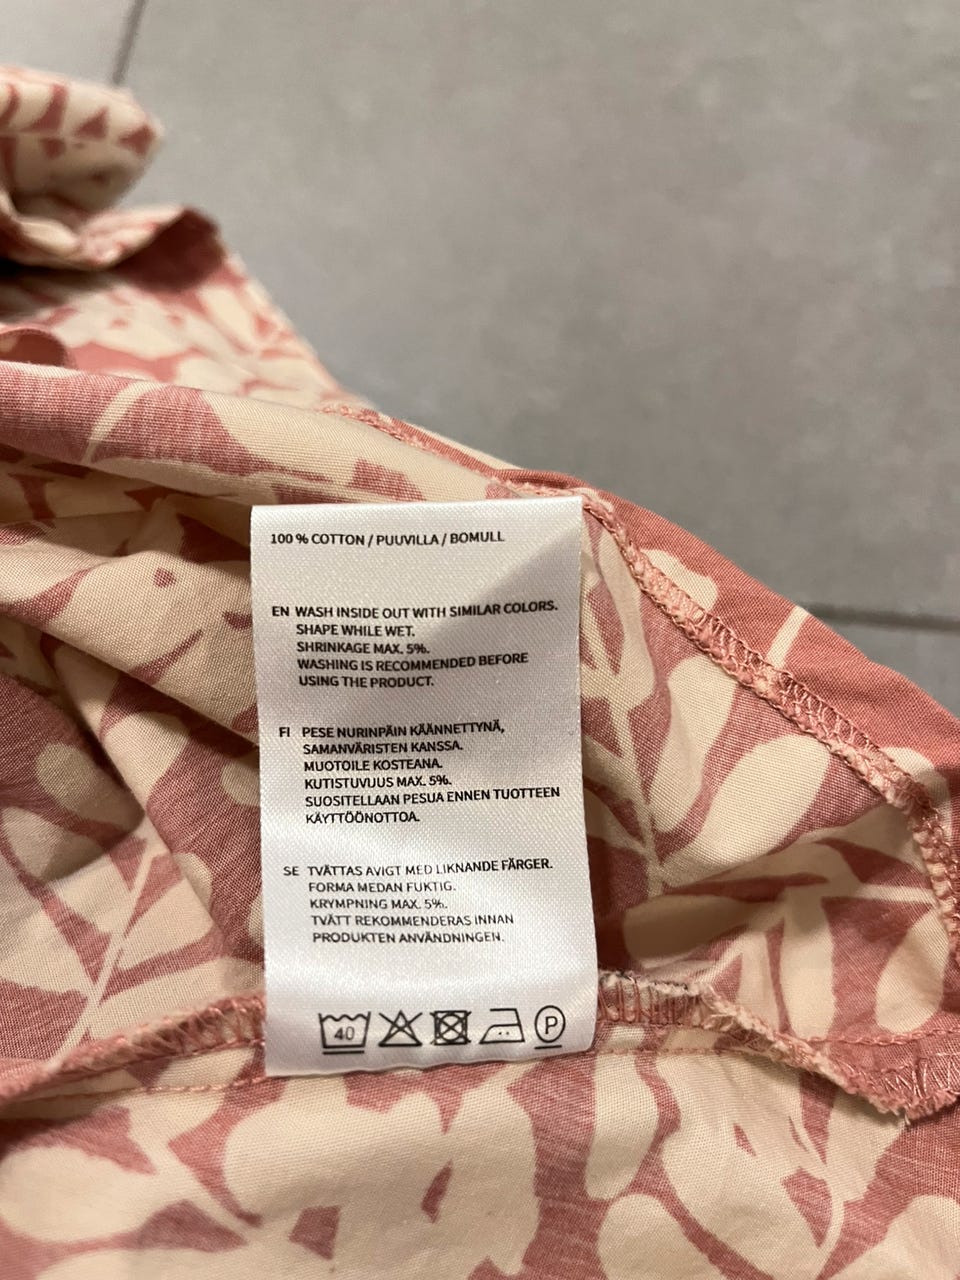 100 % COTTON / PUUVILLA / BOMULL
EN WASH INSIDE OUT WITH SIMILAR COLORS.
SHAPE WHILE WET.
SHRINKAGE MAX. 5%.
WASHING IS RECOMMENDED BEFORE
USING THE PRODUCT.
FI PESE NURINPÄIN KÄÄNNETTYNÄ,
SAMANVÄRISTEN KANSSA.
MUOTOILE KOSTEANA.
KUTISTUVUUS MAX. 5%.
SUOSITELLAAN PESUA ENNEN TUOTTEEN
KÄYTTÖÖNOTTOA.
SE TVÄTTAS AVIGT MED LIKNANDE FÄRGER.
FORMA MEDAN FUKTIG.
KRYMPNING MAX. 5%.
TVÄTT REKOMMENDERAS INNAN
PRODUKTEN ANVÄNDNINGEN.
40 P